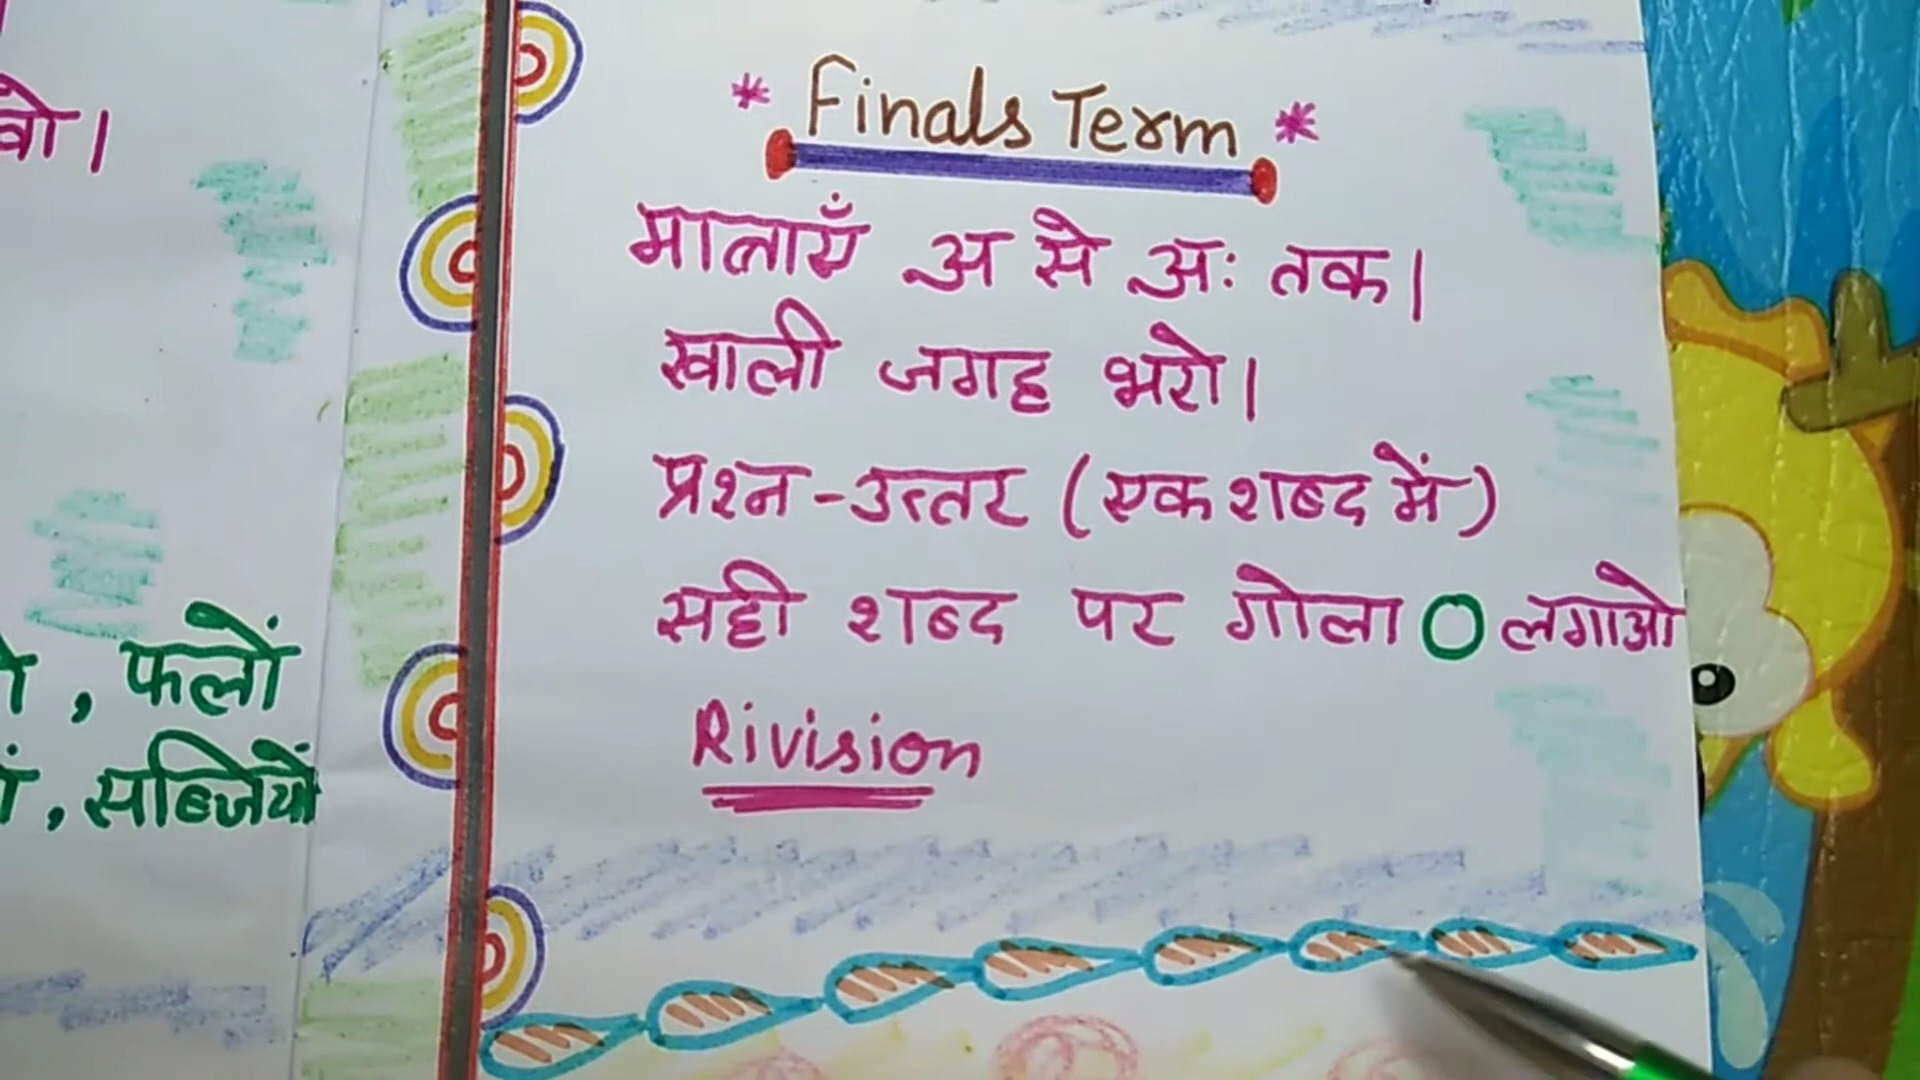 वो।
, फलों
, सब्जियों
* Finals Term *
मात्राएँ अ से अः तक।
खाली जगह भरो।
प्रश्न-उत्तर (एक शब्द में)
सही शब्द पर गोला O लगाओ
Rivision